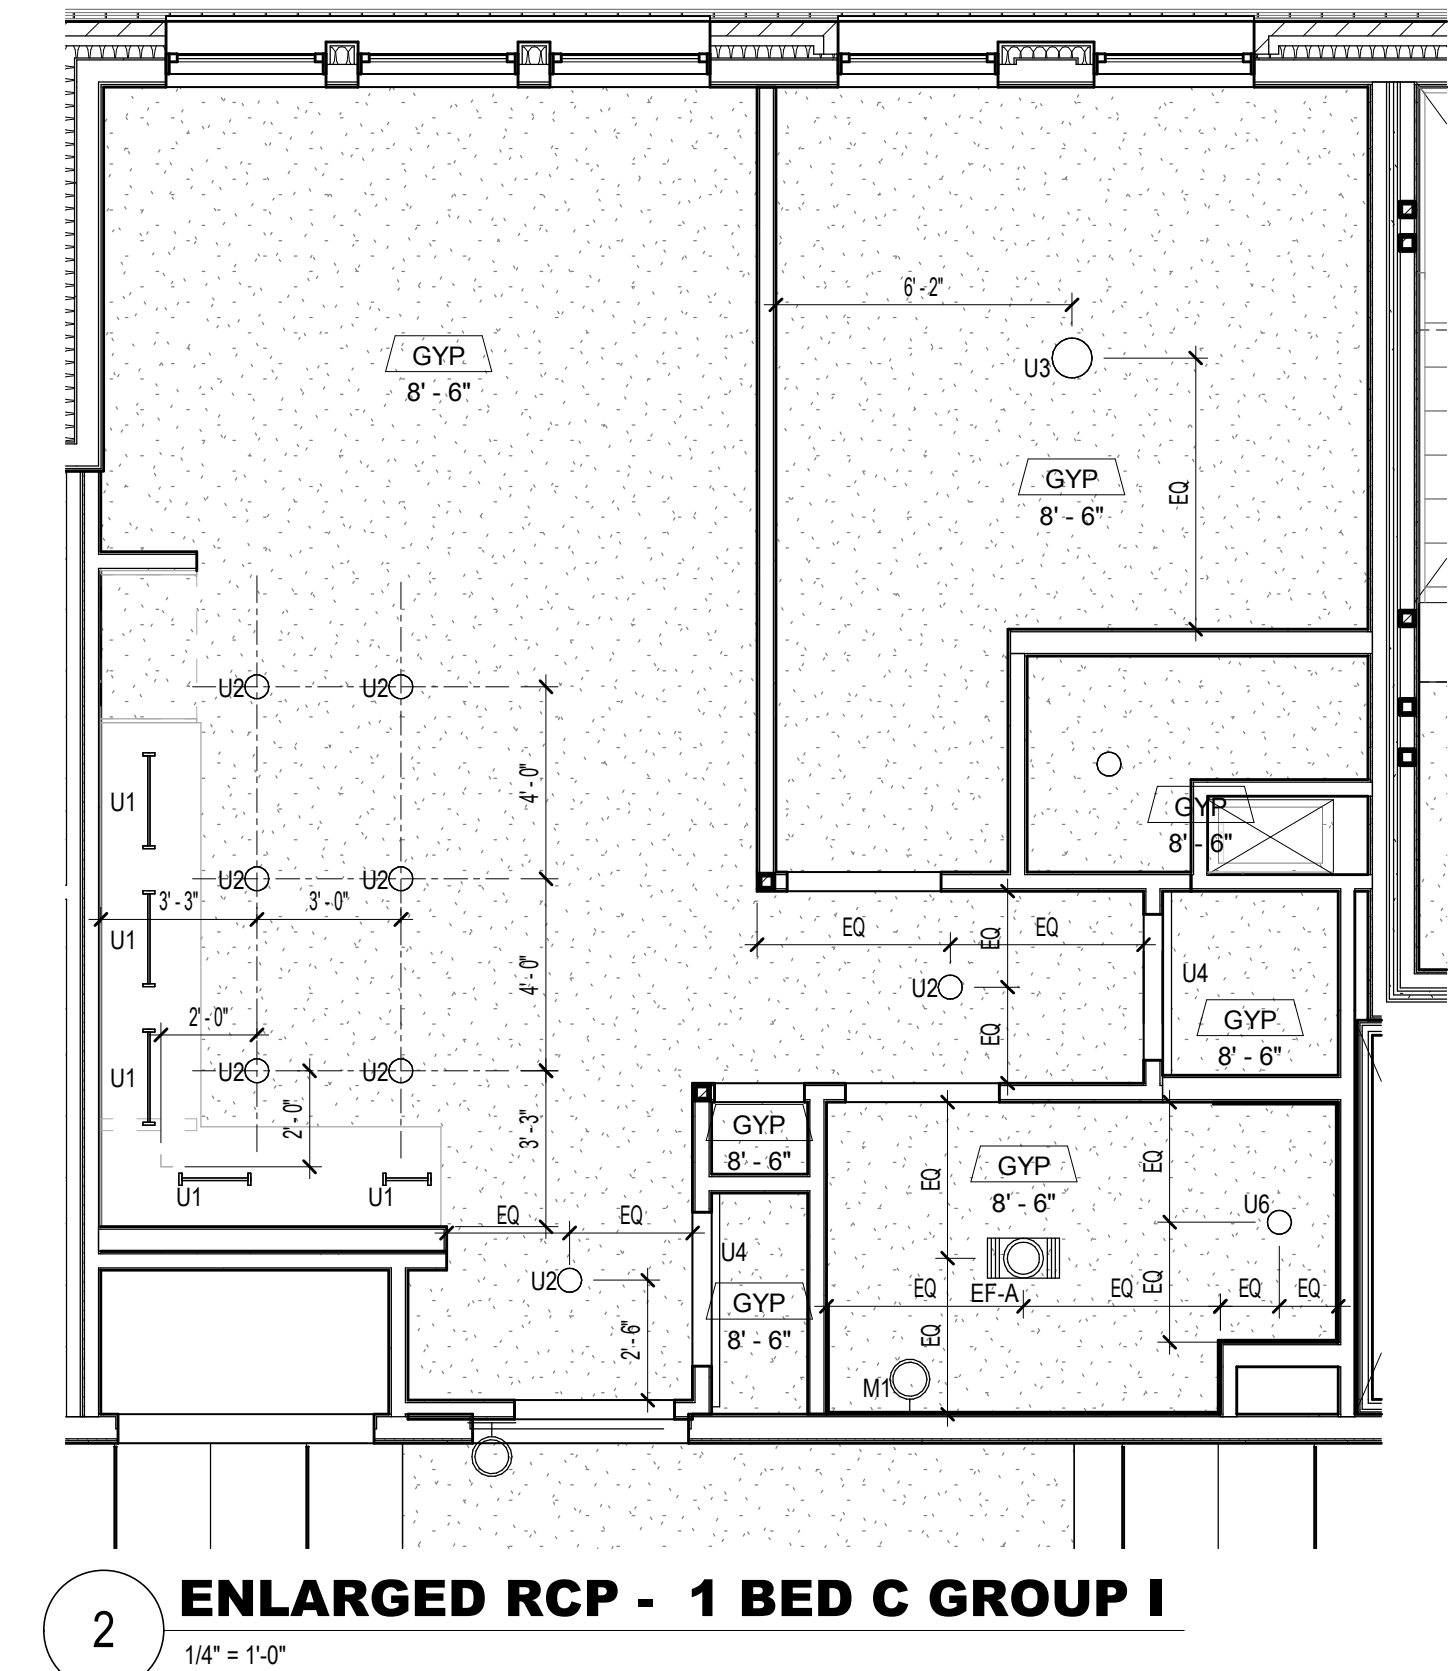 6' - 2"
GYP
8' - 6"
U3
GYP
8' - 6"
EQ
U2
U2
4' - 0"
U1
GYP
8' - 6"
U2
U2
3' - 3"
3' - 0"
EQ
EQ
EQ
U1
4' - 0"
U2
U4
2' - 0"
GYP
8' - 6"
EQ
U2
U2
U1
2' - 0"
3' - 3"
GYP
8' - 6"
GYP
8' - 6"
EQ
EQ
U1
U1
EQ
EQ
U6
U4
U2
GYP
8' - 6"
EF-A
EQ
EQ
EQ
EQ
EQ
2' - 6"
EQ
M1
2
ENLARGED RCP - 1 BED C GROUP I
1/4" = 1'-0"